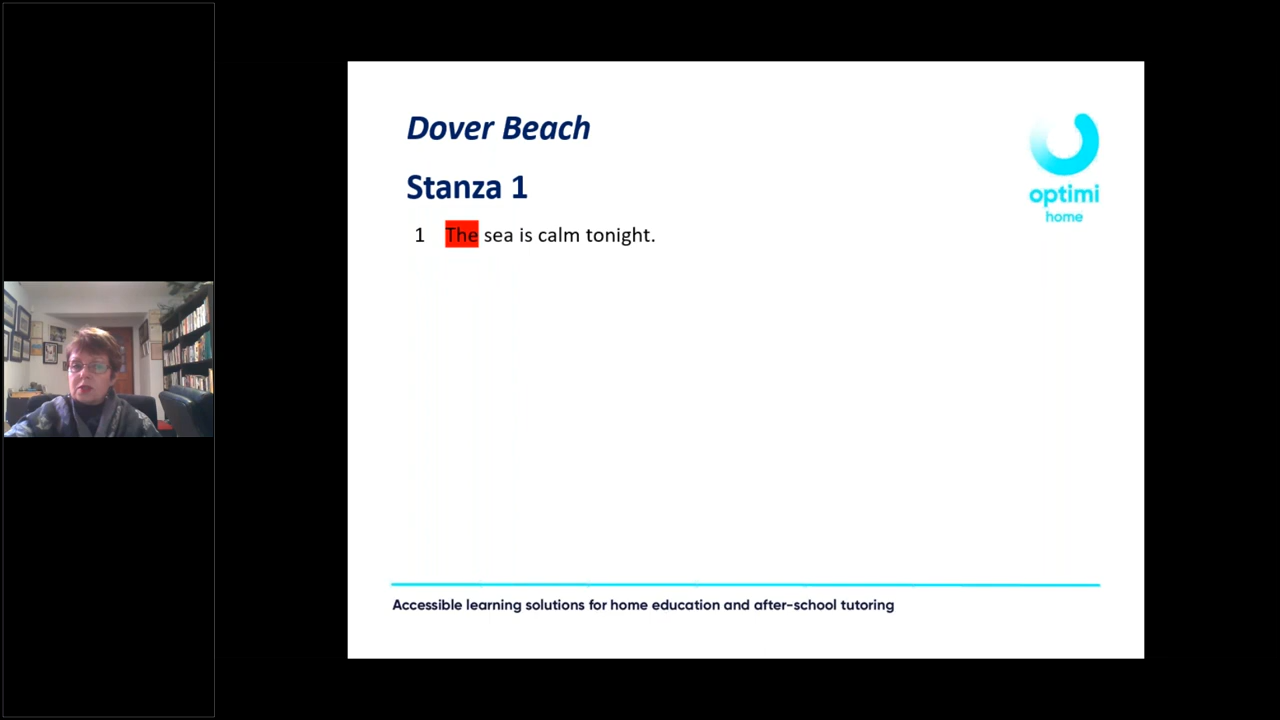 Dover Beach
Stanza 1
1 The sea is calm tonight.
optimi
home
Accessible learning solutions for home education and after-school tutoring